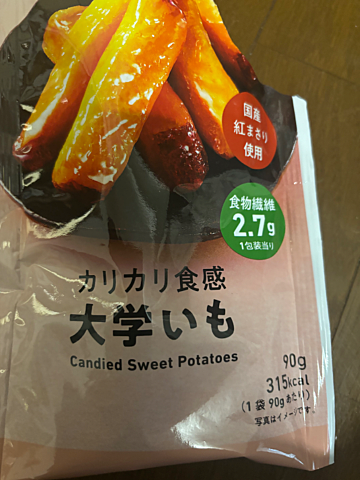 国産
紅まさり
使用
食物繊維
2.7g
1包装当り
カリカリ食感
大学いも
Candied Sweet Potatoes
90g
315kcal
(1袋90gあたり)
写真はイメージです。